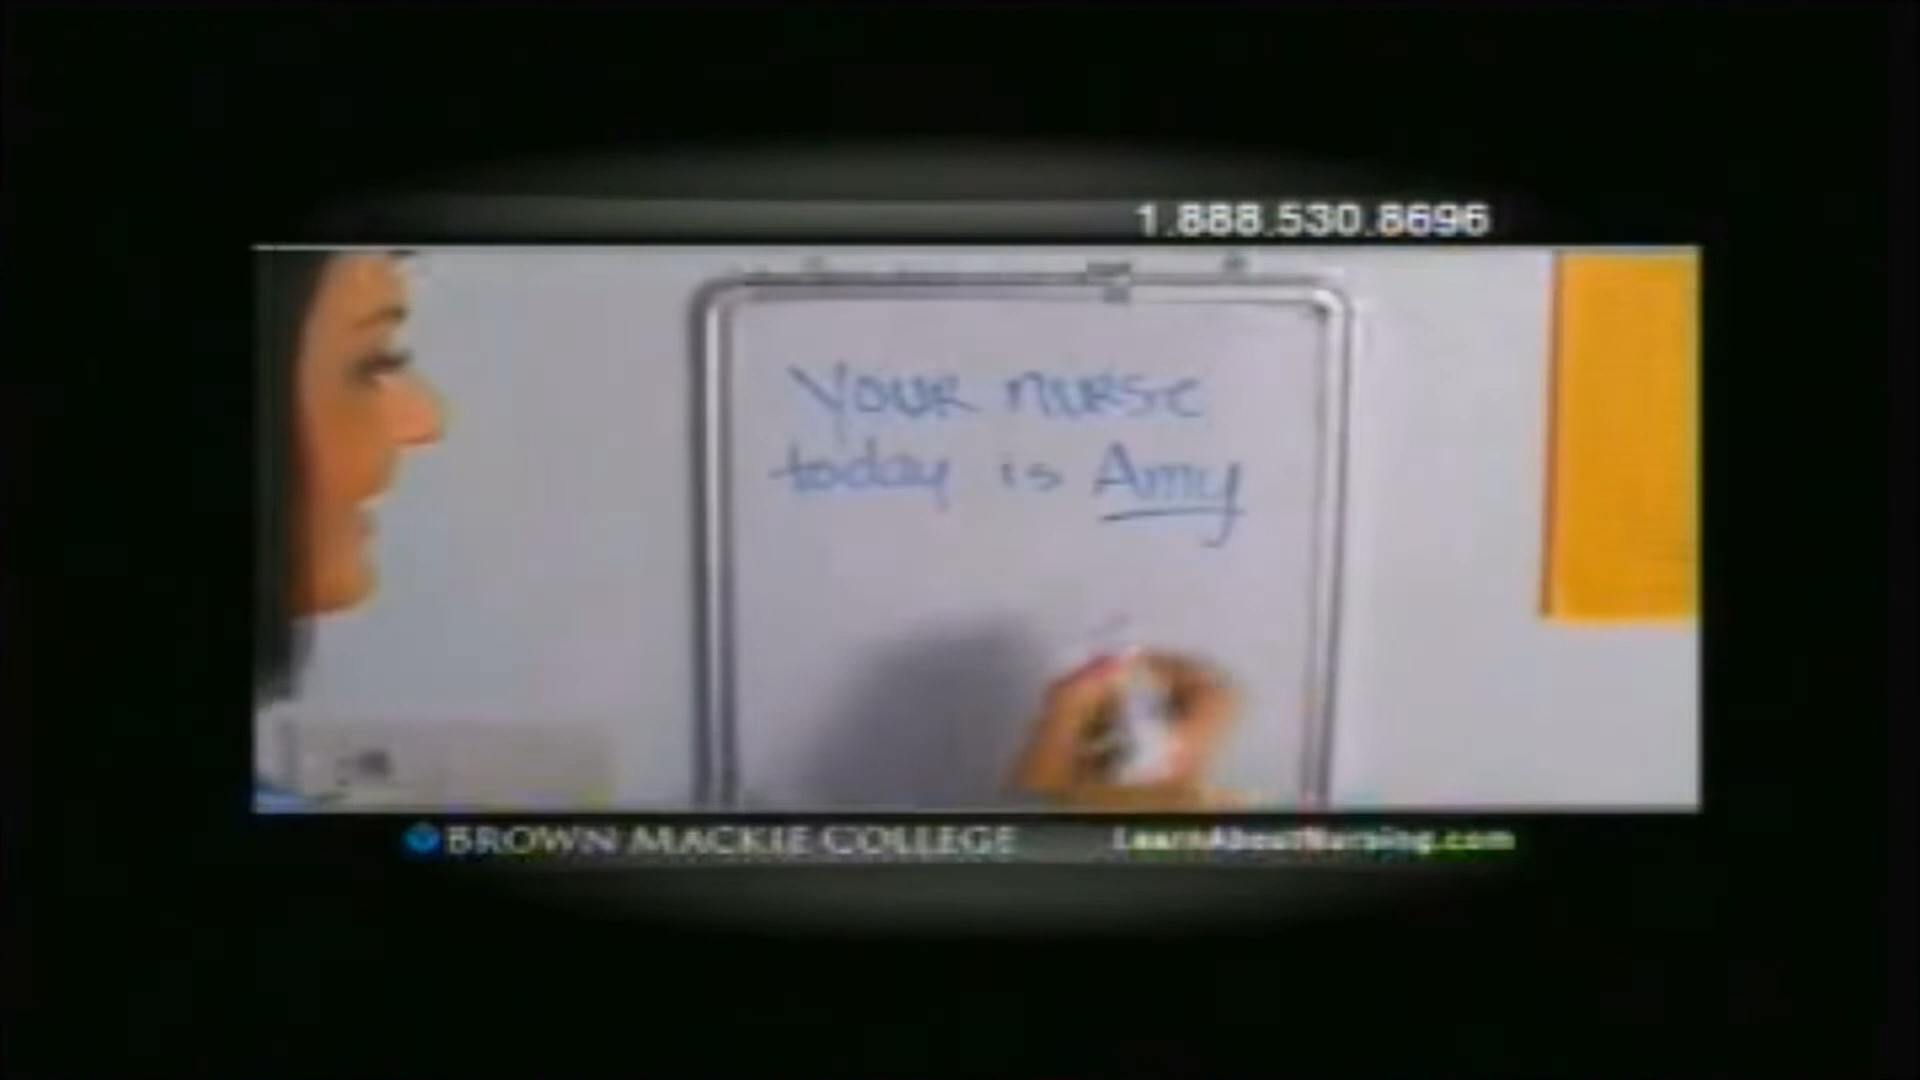 1.888.530.8696
Your nurse
today is Amy
BROWN MACKIE COLLEGE
LearnAboutNursing.com